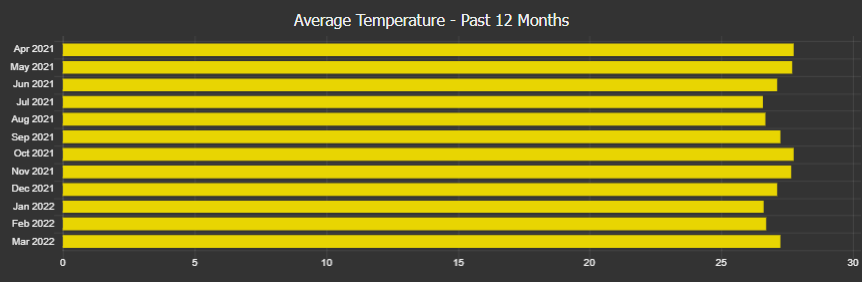 Average Temperature - Past 12 Months
Apr 2021
May 2021
Jun 2021
Jul 2021
Aug 2021
Sep 2021
Oct 2021
Nov 2021
Dec 2021
Jan 2022
Feb 2022
Mar 2022
0 5 10 15 20 25 30